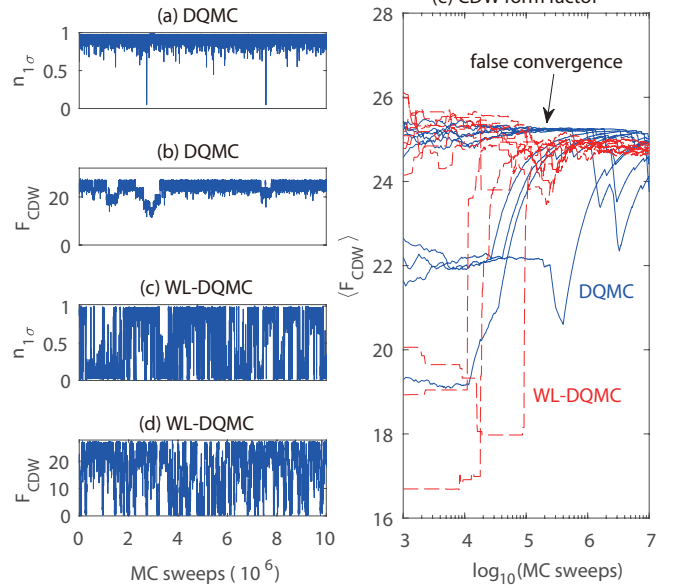 (a) DQMC
1
0.5
0
n1σ
(b) DQMC
20
0
FCDW
(c) WL-DQMC
1
0.5
0
n1σ
(d) WL-DQMC
20
10
0
FCDW
0 2 4 6 8 10
MC sweeps ( 10^6)
CDW form factor
28
26
24
22
20
18
16
⟨FCDW⟩
false convergence
DQMC
WL-DQMC
3 4 5 6 7
log10(MC sweeps)